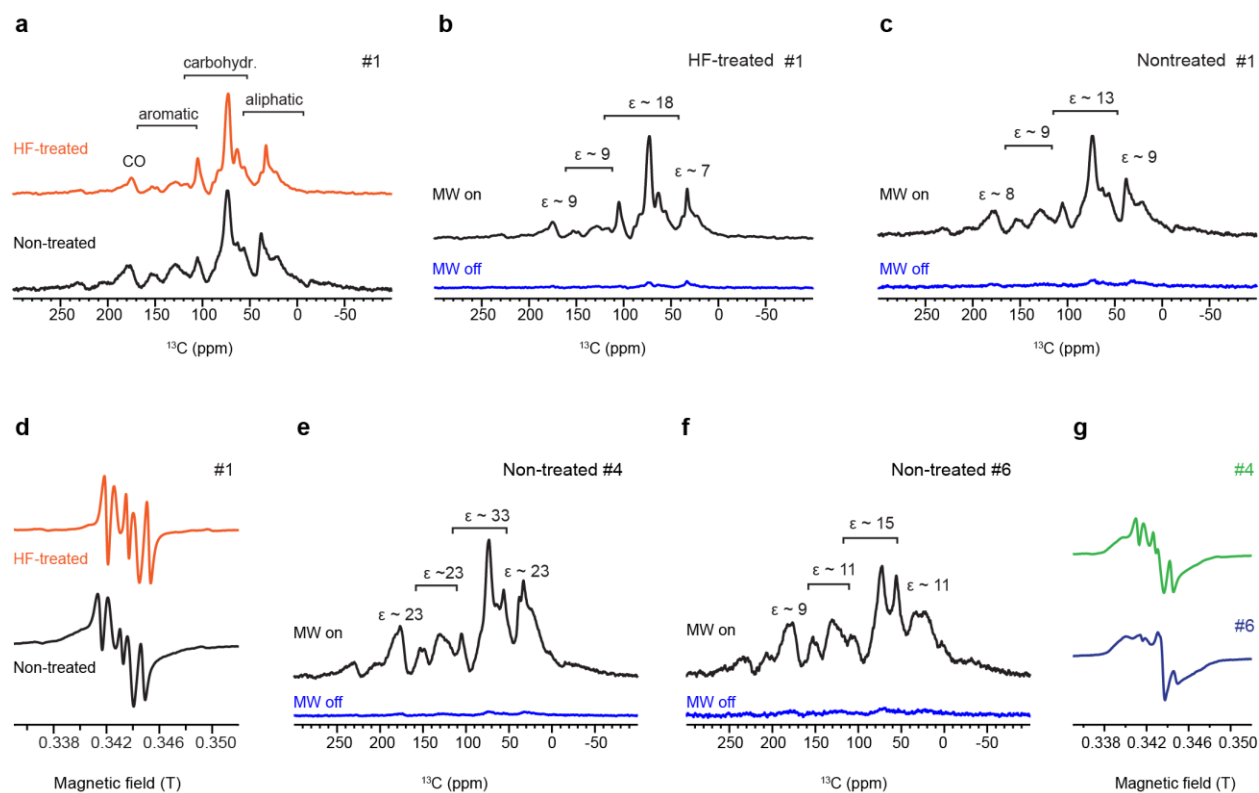 a
#1
carbohydr.
aromatic
aliphatic
HF-treated
CO
Non-treated
250 200 150 100 50 0 -50
¹³C (ppm)
b
HF-treated #1
ε ~ 18
ε ~ 9
ε ~ 7
MW on
ε ~ 9
MW off
250 200 150 100 50 0 -50
¹³C (ppm)
c
Nontreated #1
ε ~ 13
ε ~ 9
ε ~ 9
MW on
ε ~ 8
MW off
250 200 150 100 50 0 -50
¹³C (ppm)
d
#1
HF-treated
Non-treated
0.338 0.342 0.346 0.350
Magnetic field (T)
e
Non-treated #4
ε ~ 33
ε ~23
ε ~ 23
ε ~ 23
MW on
MW off
250 200 150 100 50 0 -50
¹³C (ppm)
f
Non-treated #6
ε ~ 15
ε ~ 11
ε ~ 11
ε ~ 9
MW on
MW off
250 200 150 100 50 0 -50
¹³C (ppm)
g
#4
#6
0.338 0.342 0.346 0.350
Magnetic field (T)